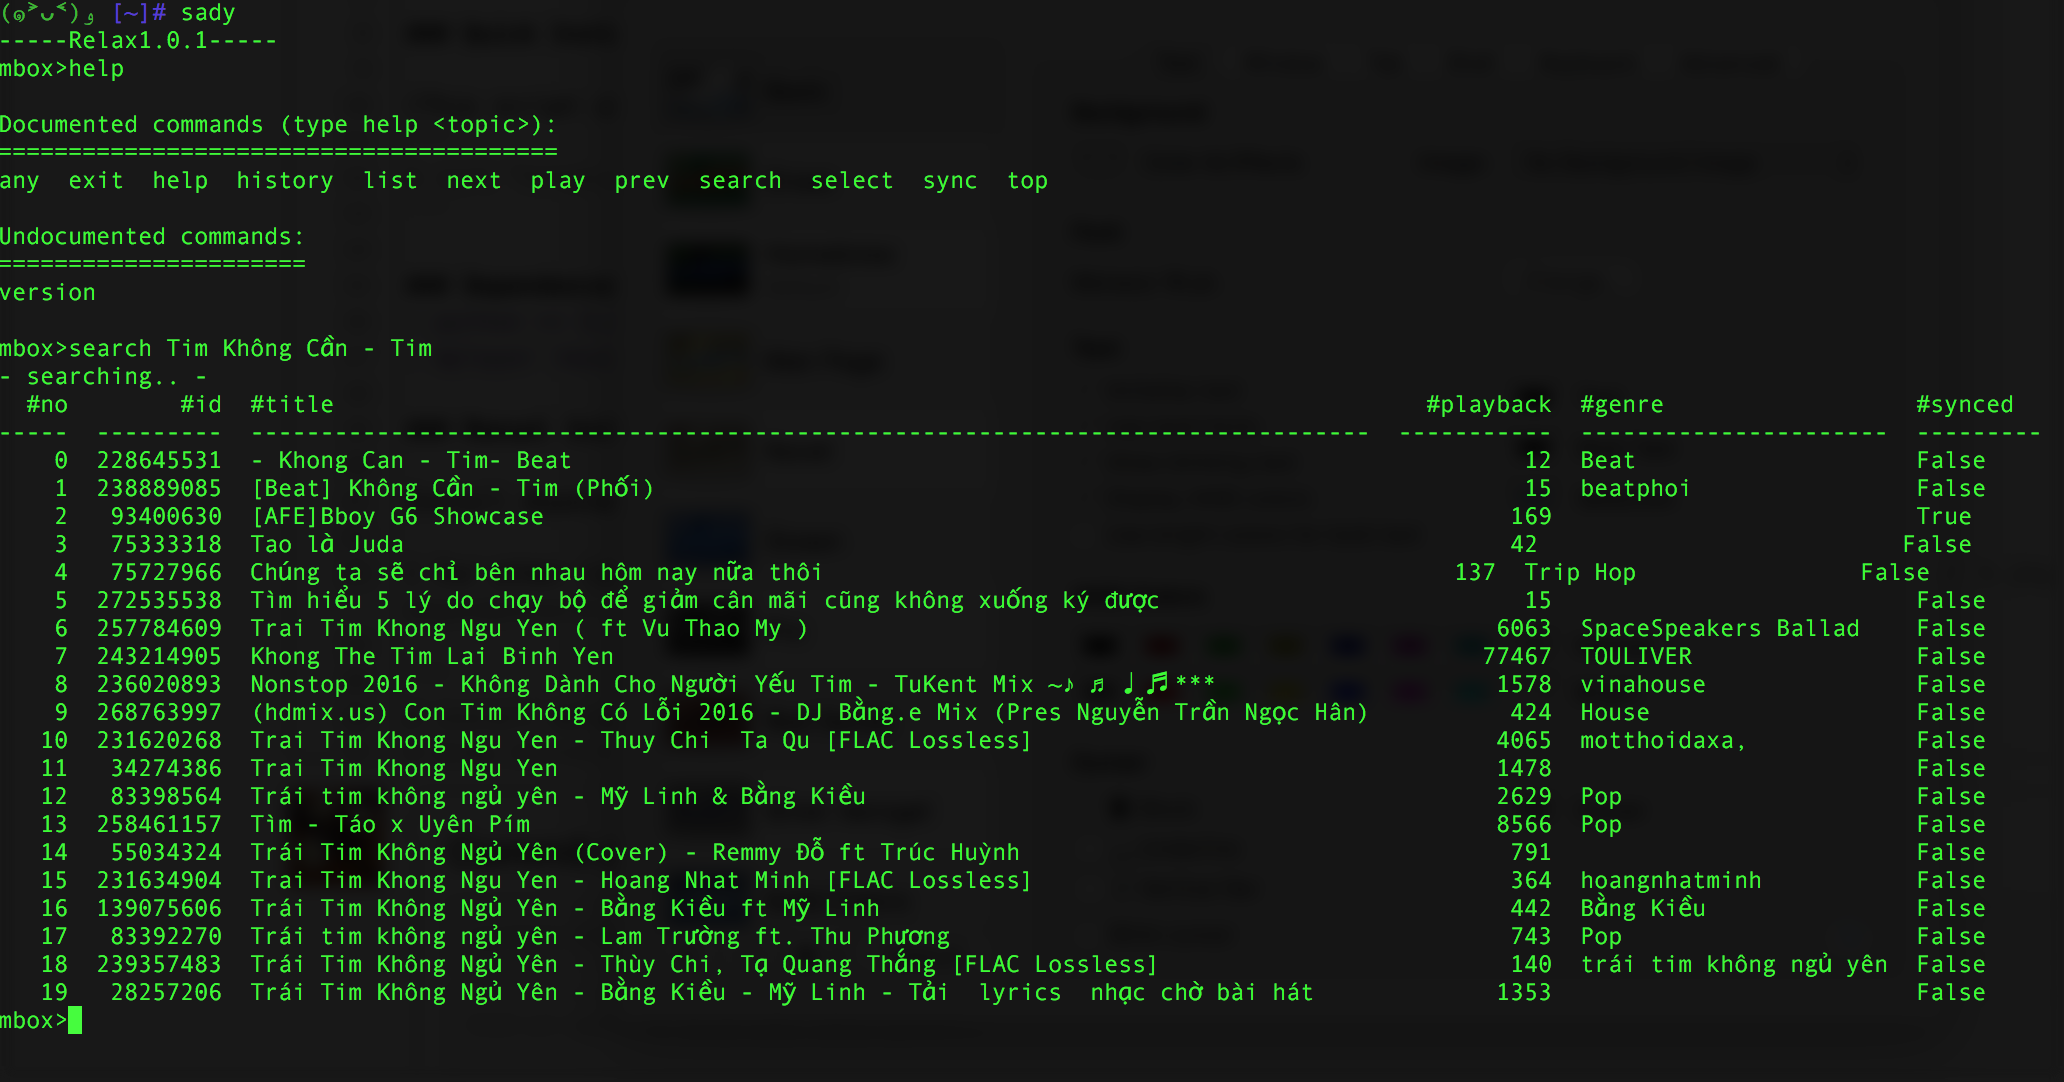 (๑˃̵ᴗ˂̵)و [~]# sady
-----Relax1.0.1-----
mbox>help
Documented commands (type help <topic>):
========================================
any  exit  help  history  list  next  play  prev  search  select  sync  top
Undocumented commands:
======================
version
mbox>search Tim Không Cần - Tim
- searching.. -
#no  #id  #title  #playback  #genre  #synced
-----  ---------  --------------------------------------------------------------------------------  -----------  ----------------------  ---------
0  228645531  - Khong Can - Tim- Beat  12  Beat  False
1  238889085  [Beat] Không Cần - Tim (Phối)  15  beatphoi  False
2  93400630  [AFE]Bboy G6 Showcase  169  True
3  75333318  Tao là Juda  42  False
4  75727966  Chúng ta sẽ chỉ bên nhau hôm nay nữa thôi  137  Trip Hop  False
5  272535538  Tìm hiểu 5 lý do chạy bộ để giảm cân mãi cũng không xuống ký được  15  False
6  257784609  Trai Tim Khong Ngu Yen ( ft Vu Thao My )  6063  SpaceSpeakers Ballad  False
7  243214905  Khong The Tim Lai Binh Yen  77467  TOULIVER  False
8  236020893  Nonstop 2016 - Không Dành Cho Người Yếu Tim - TuKent Mix ~♪ ♬ ♩🎵***  1578  vinahouse  False
9  268763997  (hdmix.us) Con Tim Không Có Lỗi 2016 - DJ Bằng.e Mix (Pres Nguyễn Trần Ngọc Hân)  424  House  False
10  231620268  Trai Tim Khong Ngu Yen - Thuy Chi  Ta Qu [FLAC Lossless]  4065  motthoidaxa,  False
11  34274386  Trai Tim Khong Ngu Yen  1478  False
12  83398564  Trái tim không ngủ yên - Mỹ Linh & Bằng Kiều  2629  Pop  False
13  258461157  Tìm - Táo x Uyên Pím  8566  Pop  False
14  55034324  Trái Tim Không Ngủ Yên (Cover) - Remmy Đỗ ft Trúc Huỳnh  791  False
15  231634904  Trai Tim Khong Ngu Yen - Hoang Nhat Minh [FLAC Lossless]  364  hoangnhatminh  False
16  139075606  Trái Tim Không Ngủ Yên - Bằng Kiều ft Mỹ Linh  442  Bằng Kiều  False
17  83392270  Trái tim không ngủ yên - Lam Trường ft. Thu Phương  743  Pop  False
18  239357483  Trái Tim Không Ngủ Yên - Thùy Chi, Tạ Quang Thắng [FLAC Lossless]  140  trái tim không ngủ yên  False
19  28257206  Trái Tim Không Ngủ Yên - Bằng Kiều - Mỹ Linh - Tải  lyrics  nhạc chờ bài hát  1353  False
mbox>